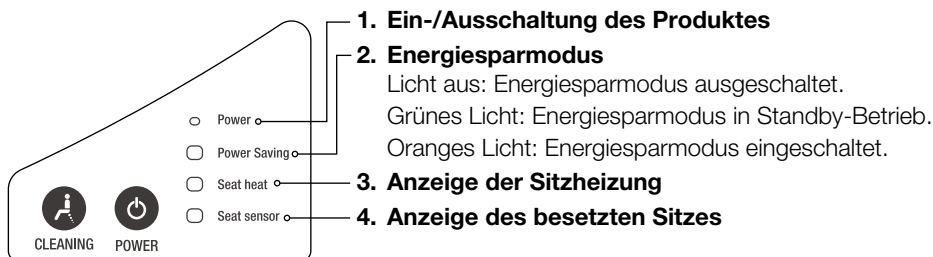 1. Ein-/Ausschaltung des Produktes
2. Energiesparmodus
Licht aus: Energiesparmodus ausgeschaltet.
Grünes Licht: Energiesparmodus in Standby-Betrieb.
Oranges Licht: Energiesparmodus eingeschaltet.
3. Anzeige der Sitzheizung
4. Anzeige des besetzten Sitzes
Power
Power Saving
Seat heat
Seat sensor
CLEANING
POWER